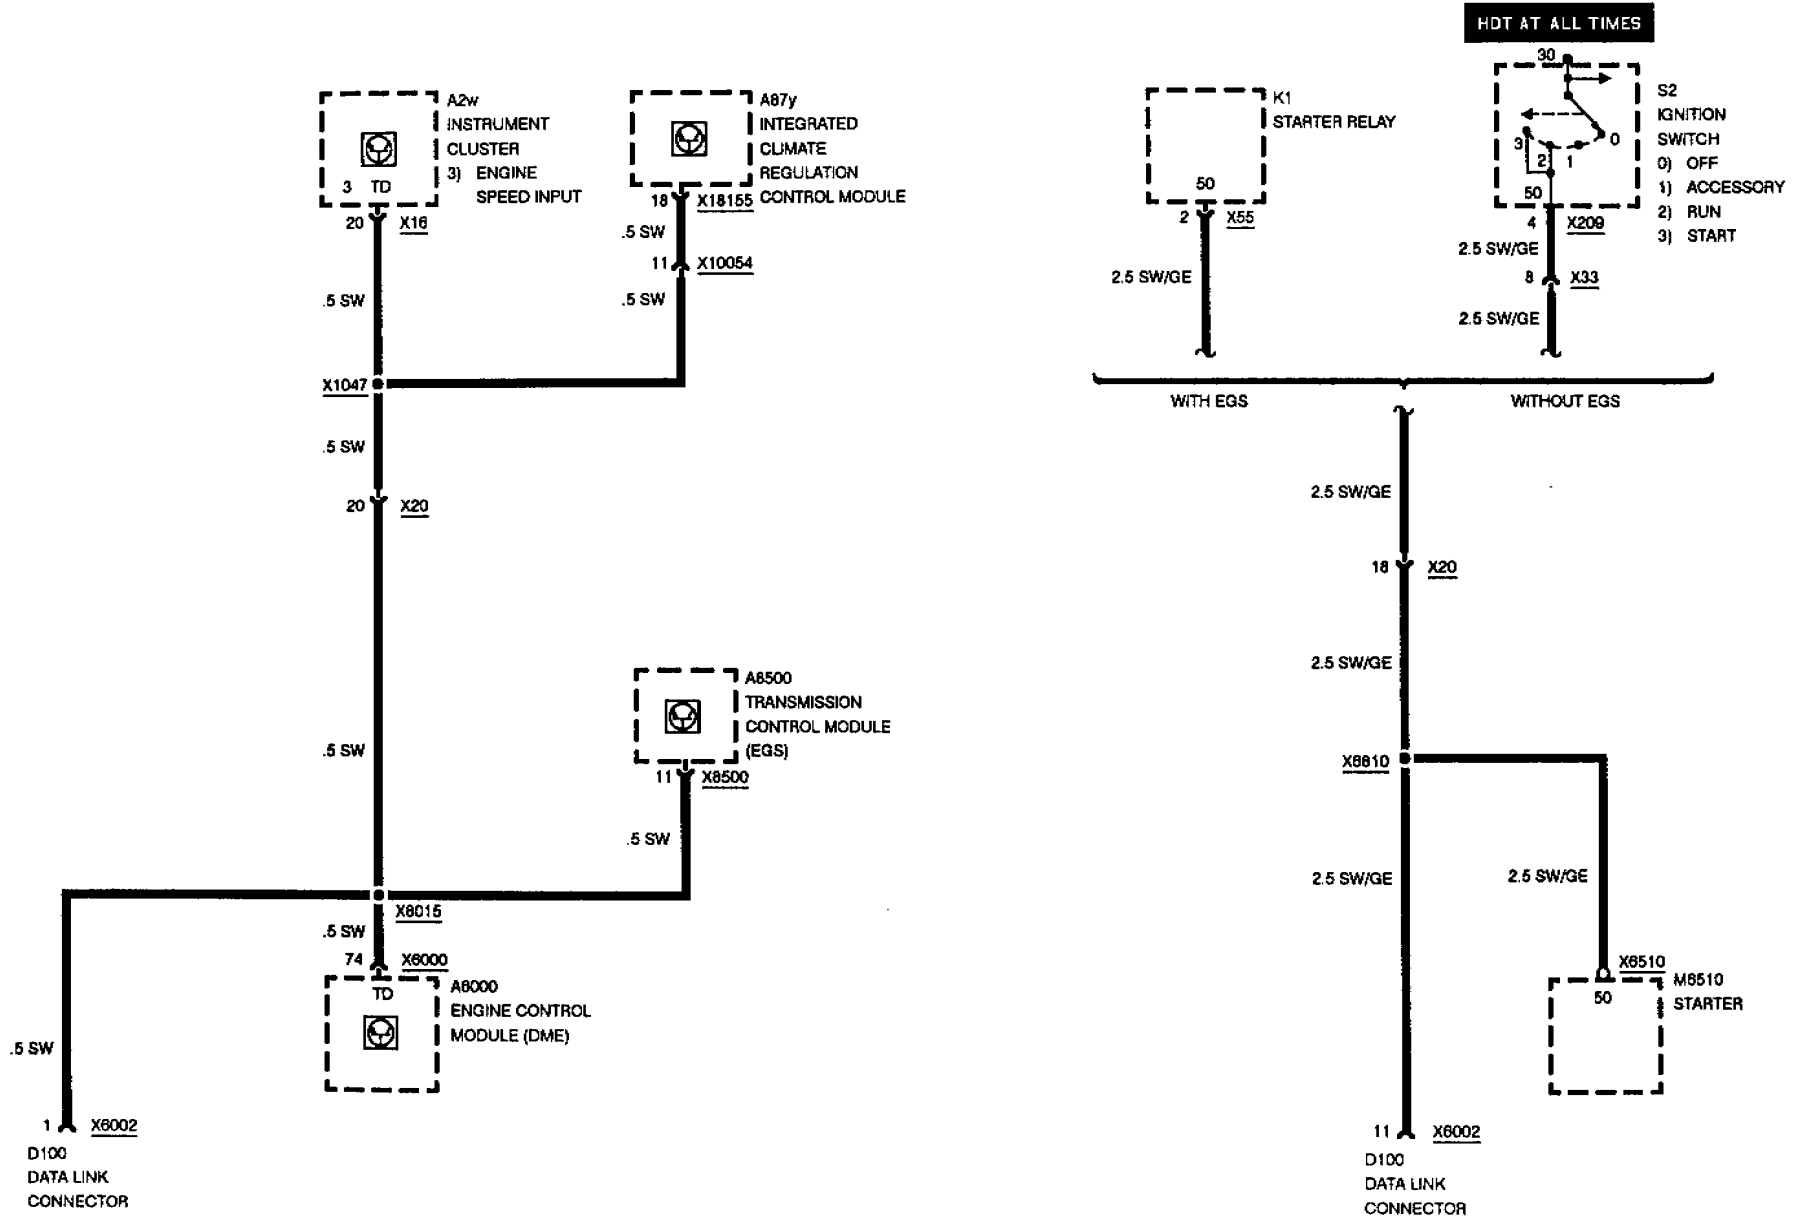 HOT AT ALL TIMES
30
S2
IGNITION
SWITCH
0) OFF
1) ACCESSORY
2) RUN
3) START
3
2
1
0
50
4 X209
2.5 SW/GE
8 X33
2.5 SW/GE
K1
STARTER RELAY
50
2 X55
2.5 SW/GE
WITH EGS
WITHOUT EGS
2.5 SW/GE
18 X20
2.5 SW/GE
X6810
2.5 SW/GE
2.5 SW/GE
X6510
50
M6510
STARTER
11 X6002
D100
DATA LINK
CONNECTOR
A2w
INSTRUMENT
CLUSTER
3) ENGINE
SPEED INPUT
3 TD
20 X16
.5 SW
A87y
INTEGRATED
CLIMATE
REGULATION
CONTROL MODULE
18 X18155
.5 SW
11 X10054
.5 SW
X1047
.5 SW
20 X20
.5 SW
A8500
TRANSMISSION
CONTROL MODULE
(EGS)
11 X8500
.5 SW
X8015
.5 SW
74 X6000
TD
A6000
ENGINE CONTROL
MODULE (DME)
.5 SW
1 X6002
D100
DATA LINK
CONNECTOR